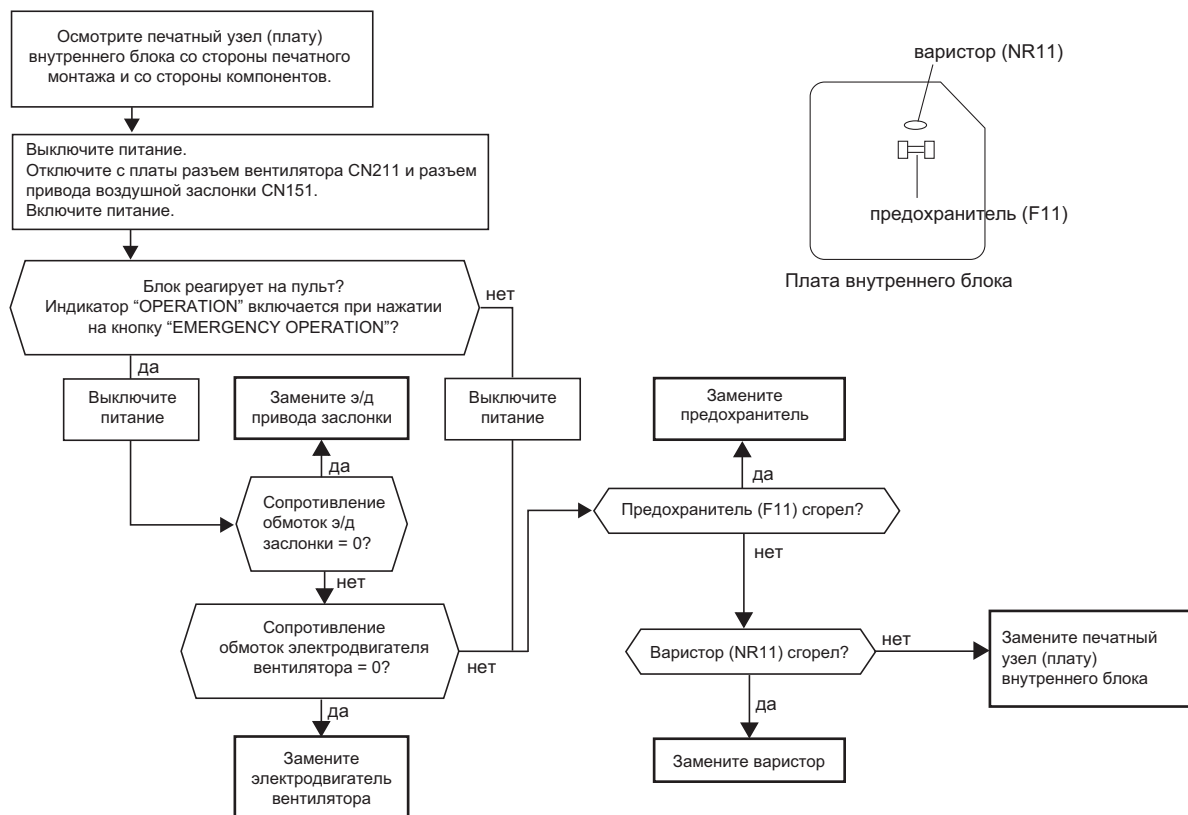 Осмотрите печатный узел (плату)
внутреннего блока со стороны печатного
монтажа и со стороны компонентов.
Выключите питание.
Отключите с платы разъем вентилятора CN211 и разъем
привода воздушной заслонки CN151.
Включите питание.
Блок реагирует на пульт?
Индикатор “OPERATION” включается при нажатии
на кнопку “EMERGENCY OPERATION”?
нет
да
Выключите
питание
Замените э/д
привода заслонки
Выключите
питание
да
Сопротивление
обмоток э/д
заслонки = 0?
нет
Сопротивление
обмоток электродвигателя
вентилятора = 0?
нет
да
Замените
электродвигатель
вентилятора
варистор (NR11)
предохранитель (F11)
Плата внутреннего блока
Замените
предохранитель
да
Предохранитель (F11) сгорел?
нет
Варистор (NR11) сгорел?
нет
Замените печатный
узел (плату)
внутреннего блока
да
Замените варистор